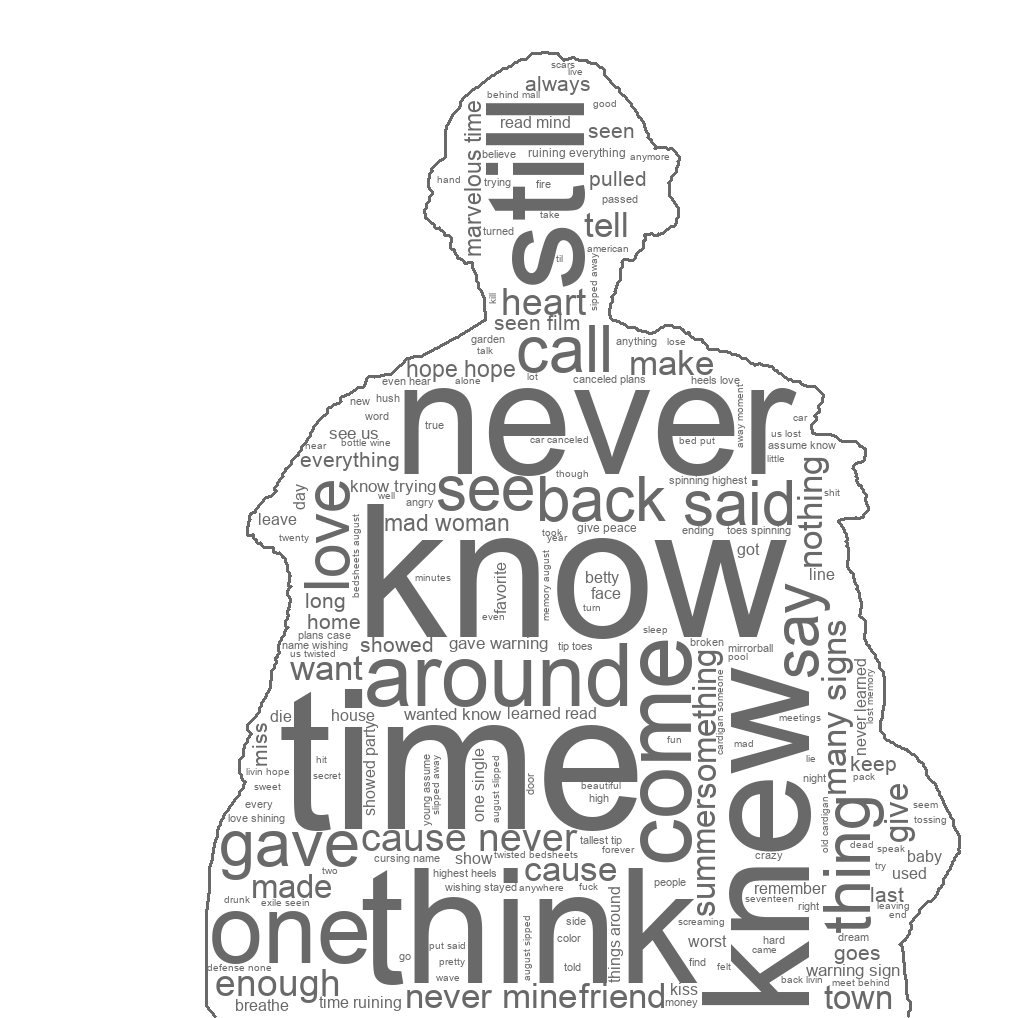 scars
live
always
behind mall
good
still
marvelous time
read mind
seen
believe
ruining everything
anymore
hand
trying
fire
pulled
passed
take
turned
tell
american
til
sipped away
kill
heart
seen film
garden
talk
call
anything
lose
make
hope hope
even hear
alone
lot
canceled plans
heels love
never
new
hush
word
true
away moment
car
see us
hear
bottle wine
car canceled
bed put
us lost
assume know
everything
little
though
know trying
see
back
said
spinning highest
nothing
shit
love
day
well
angry
leave
twenty
mad woman
took
year
give peace
ending
toes spinning
know
bedsheets august
minutes
favorite
even
memory august
betty
face
turn
got
line
long
home
say
plans case
name wishing
us twisted
showed
gave warning
tip toes
sleep
broken
mirrorball
pool
want
around
come
summer
something
cardigan someone
knew
many signs
never learned
lost memory
die
house
wanted know
learned read
meetings
miss
time
fun
mad
lie
hit
livin hope
secret
sweet
showed party
young assume
slipped away
one single
august slipped
door
beautiful
high
night
keep
pack
every
love shining
old cardigan
thing
give
seem
tossing
gave
cause never
tallest tip
forever
cursing name
show
twisted bedsheets
crazy
dead
speak
baby
try
used
two
highest heels
cause
made
wishing stayed
anywhere
fuck
people
remember
seventeen
right
last
leaving
end
drunk
exile seein
one
think
side
color
told
things around
screaming
worst
hard
came
dream
goes
put said
pretty
wave
go
august sipped
find
felt
defense none
warning sign
enough
back livin
meet behind
breathe
time ruining
never mine
friend
kiss
money
town